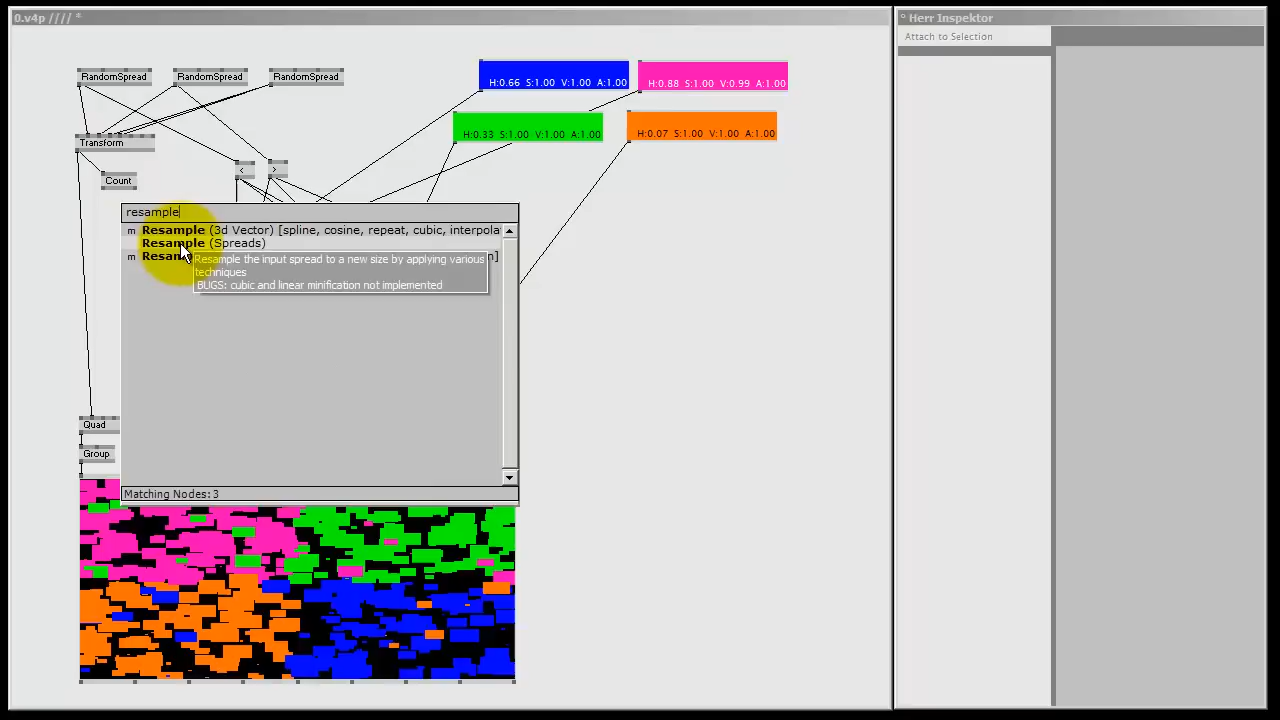 0.v4p //// *
Herr Inspektor
Attach to Selection
RandomSpread
RandomSpread
RandomSpread
H:0.66 S:1.00 V:1.00 A:1.00
H:0.88 S:1.00 V:0.99 A:1.00
H:0.33 S:1.00 V:1.00 A:1.00
H:0.07 S:1.00 V:1.00 A:1.00
Transform
Count
<
>
resample
m Resample (3d Vector) [spline, cosine, repeat, cubic, interpola
Resample (Spreads)
m Resam
n]
Resample the input spread to a new size by applying various
techniques
BUGS: cubic and linear minification not implemented
Quad
Group
Matching Nodes: 3